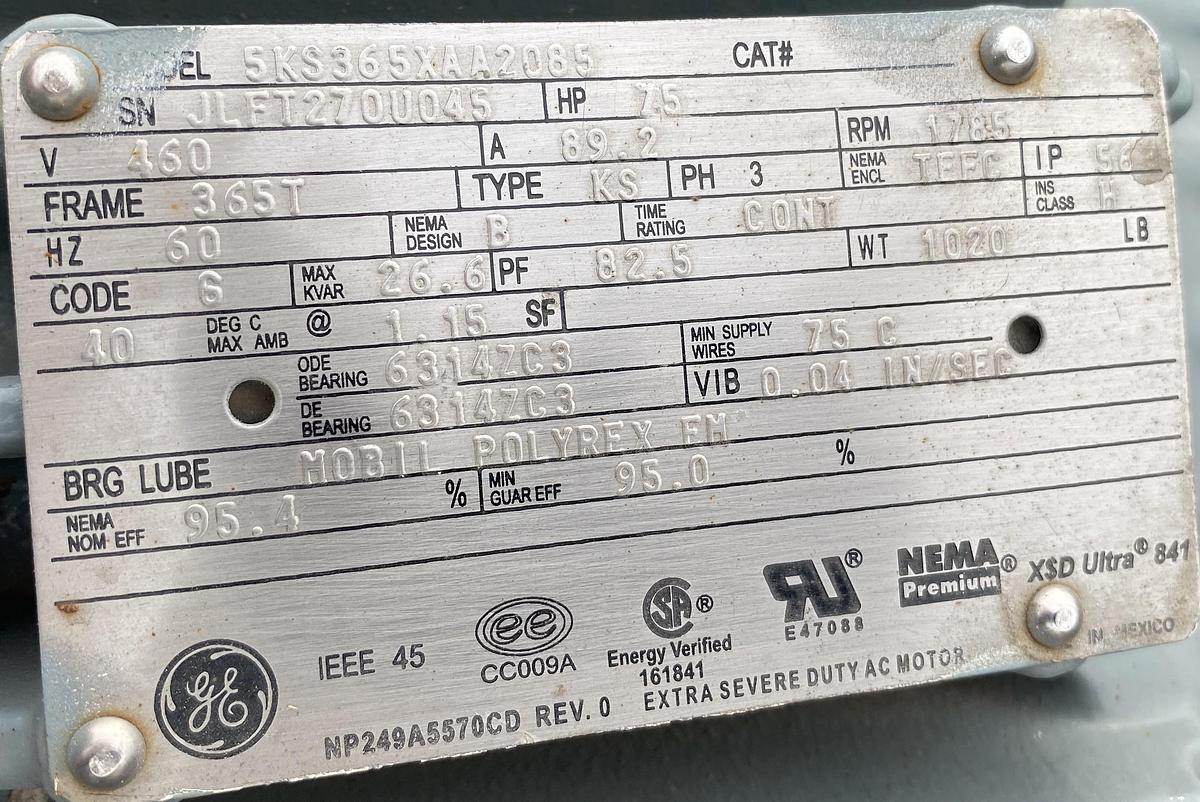 MODEL 5KS365XAA2085 CAT#
SN JLFT270U045 HP 75
V 460 A 89.2 RPM 1785
FRAME 365T TYPE KS PH 3 NEMA ENCL TEFC IP 56
HZ 60 NEMA DESIGN B TIME RATING CONT INS CLASS H
CODE G MAX KVAR 26.6 PF 82.5 WT 1020 LB
40 DEG C MAX AMB @ 1.15 SF
ODE BEARING 6314ZC3 MIN SUPPLY WIRES 75 C
DE BEARING 6314ZC3 VIB 0.04 IN/SEC
BRG LUBE MOBIL POLYREX EM
NEMA NOM EFF 95.4 % MIN GUAR EFF 95.0 %
GE IEEE 45 ee CC009A SA® Energy Verified 161841 RU® E47088 NEMA Premium® X$D Ultra® 841
NP249A5570CD REV. 0 EXTRA SEVERE DUTY AC MOTOR IN MEXICO